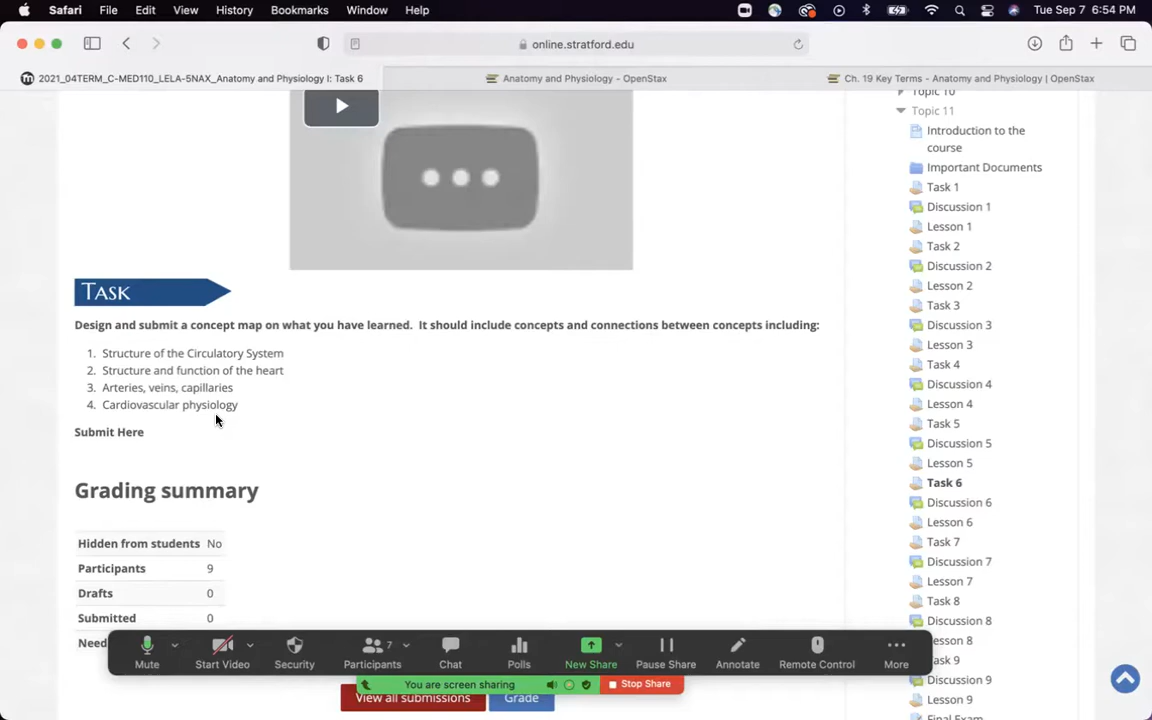 Safari File Edit View History Bookmarks Window Help Tue Sep 7 6:54 PM
online.stratford.edu
2021_04TERM_C-MED110_LELA-5NAX_Anatomy and Physiology I: Task 6
Anatomy and Physiology - OpenStax
Ch. 19 Key Terms - Anatomy and Physiology | OpenStax
TASK
Design and submit a concept map on what you have learned.  It should include concepts and connections between concepts including:
1. Structure of the Circulatory System
2. Structure and function of the heart
3. Arteries, veins, capillaries
4. Cardiovascular physiology
Submit Here
Grading summary
Hidden from students No
Participants 9
Drafts 0
Submitted 0
Need
View all submissions Grade
Topic 10
Topic 11
Introduction to the
course
Important Documents
Task 1
Discussion 1
Lesson 1
Task 2
Discussion 2
Lesson 2
Task 3
Discussion 3
Lesson 3
Task 4
Discussion 4
Lesson 4
Task 5
Discussion 5
Lesson 5
Task 6
Discussion 6
Lesson 6
Task 7
Discussion 7
Lesson 7
Task 8
Discussion 8
esson 8
ask 9
Discussion 9
Lesson 9
Final Exam
Mute Start Video Security Participants 7 Chat Polls New Share Pause Share Annotate Remote Control More
You are screen sharing Stop Share